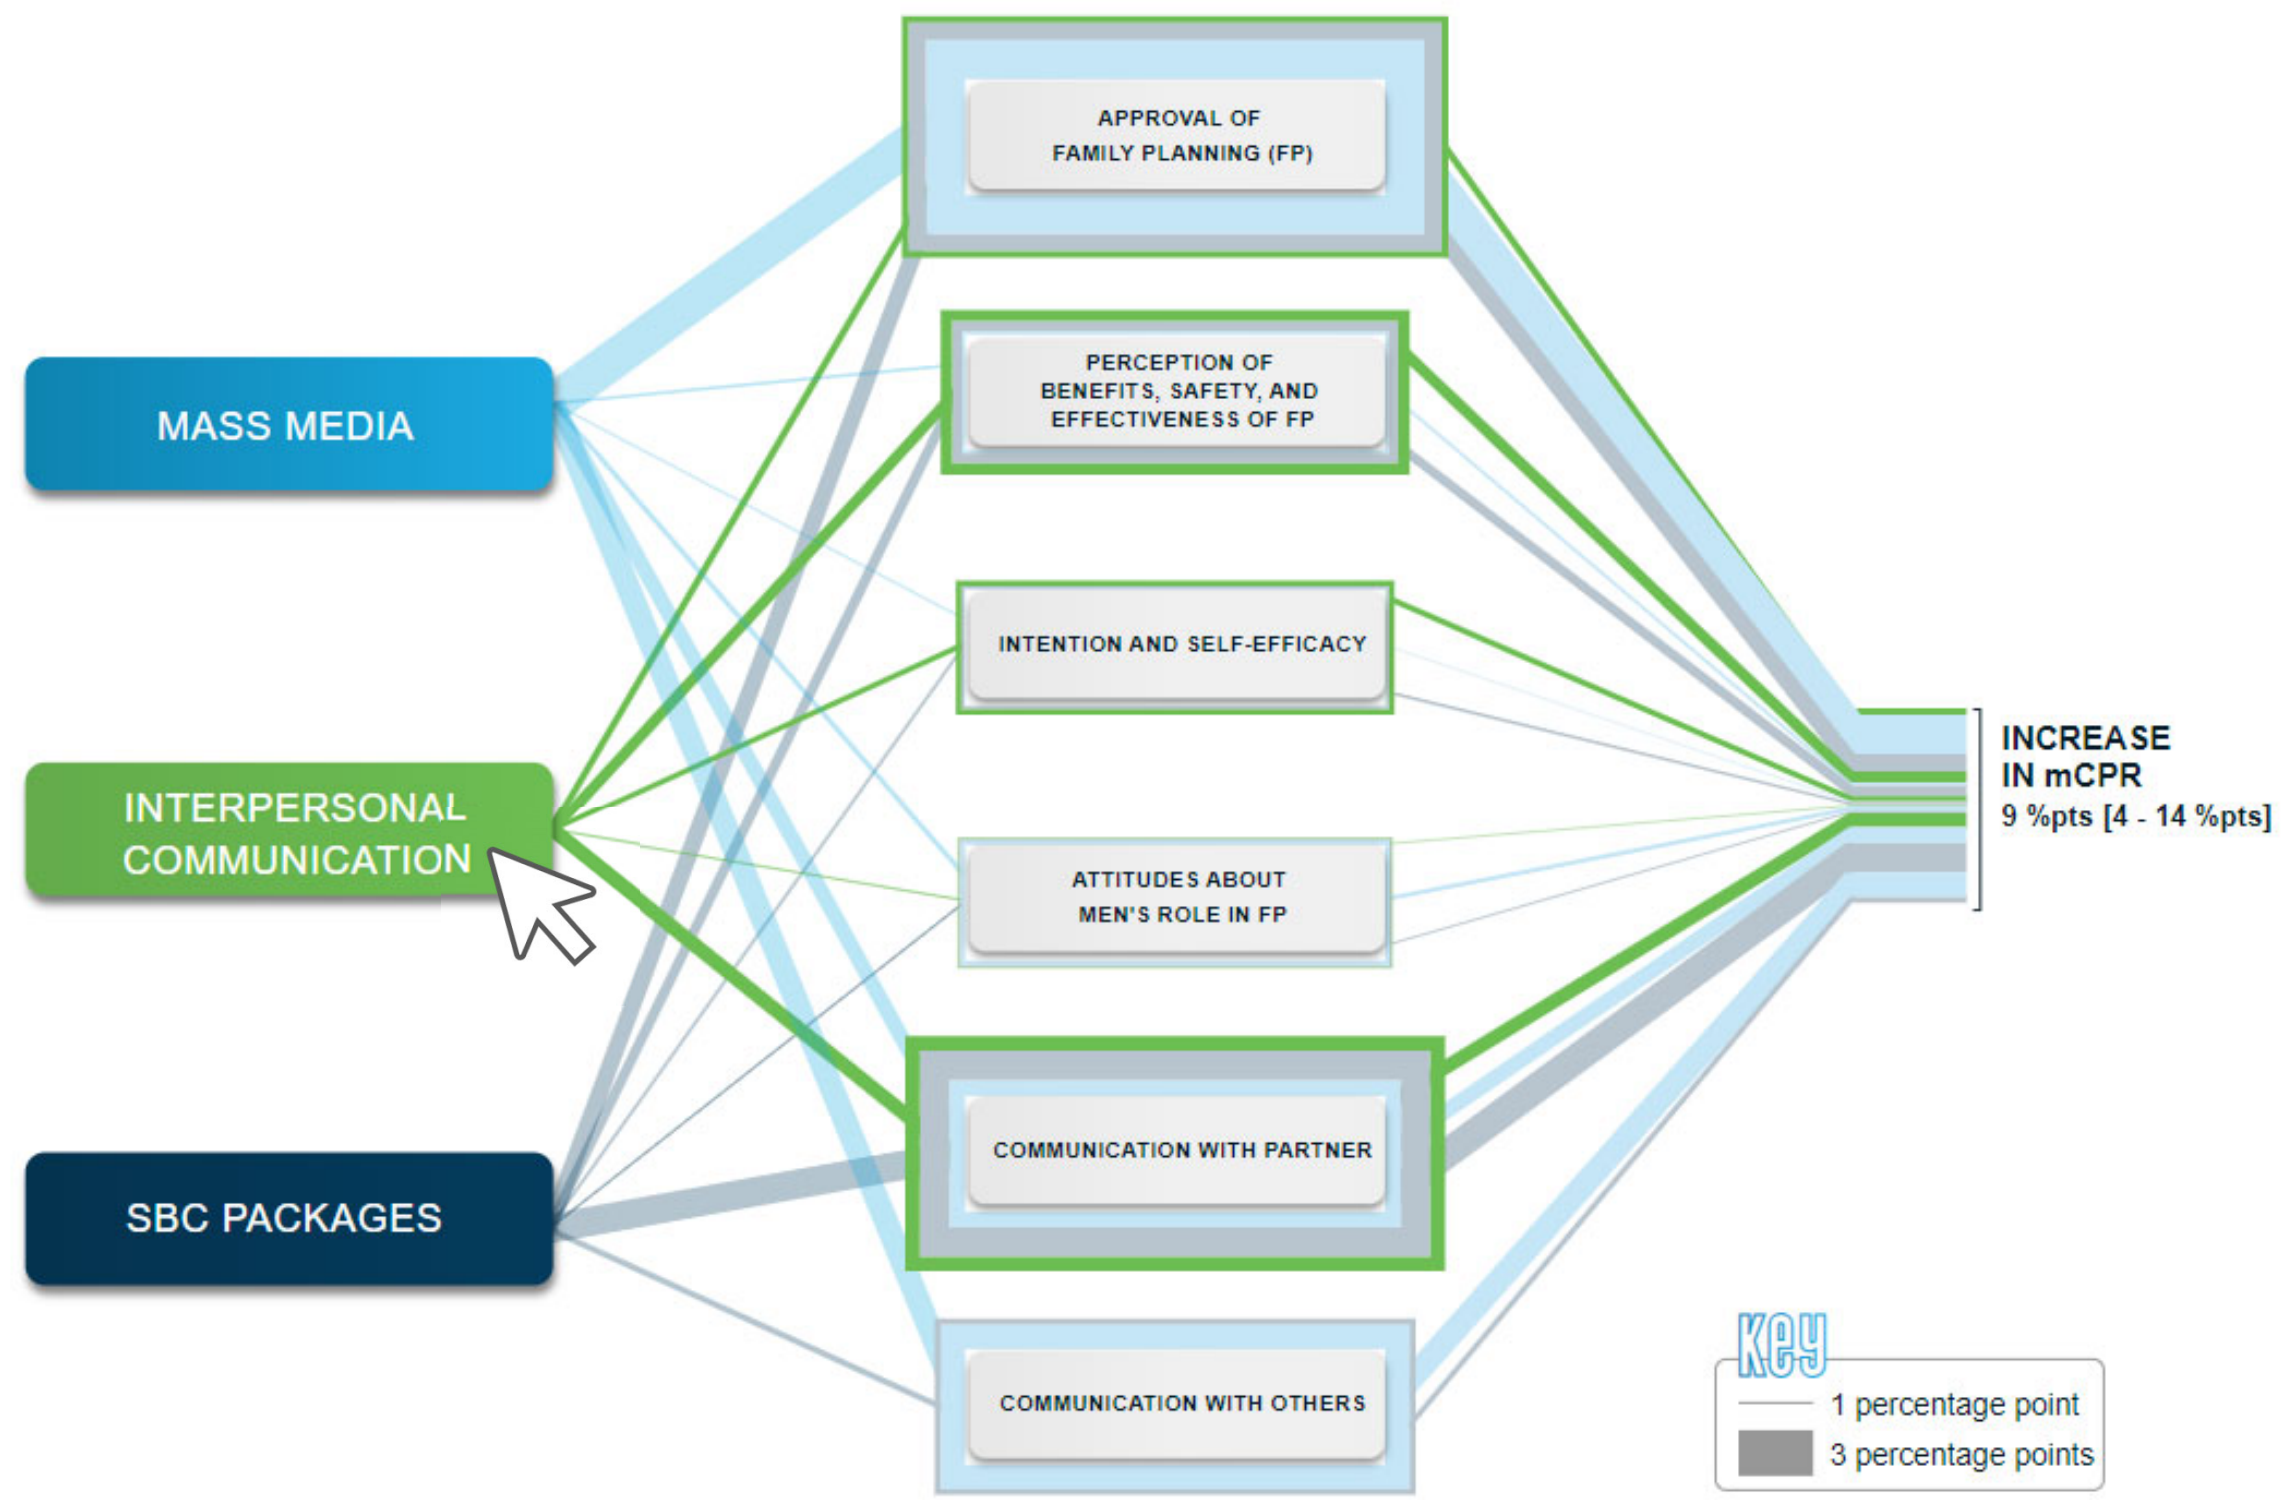 APPROVAL OF
FAMILY PLANNING (FP)
PERCEPTION OF
BENEFITS, SAFETY, AND
EFFECTIVENESS OF FP
MASS MEDIA
INTENTION AND SELF-EFFICACY
INTERPERSONAL
COMMUNICATION
INCREASE
IN mCPR
9 %pts [4 - 14 %pts]
ATTITUDES ABOUT
MEN'S ROLE IN FP
SBC PACKAGES
COMMUNICATION WITH PARTNER
COMMUNICATION WITH OTHERS
Key
1 percentage point
3 percentage points